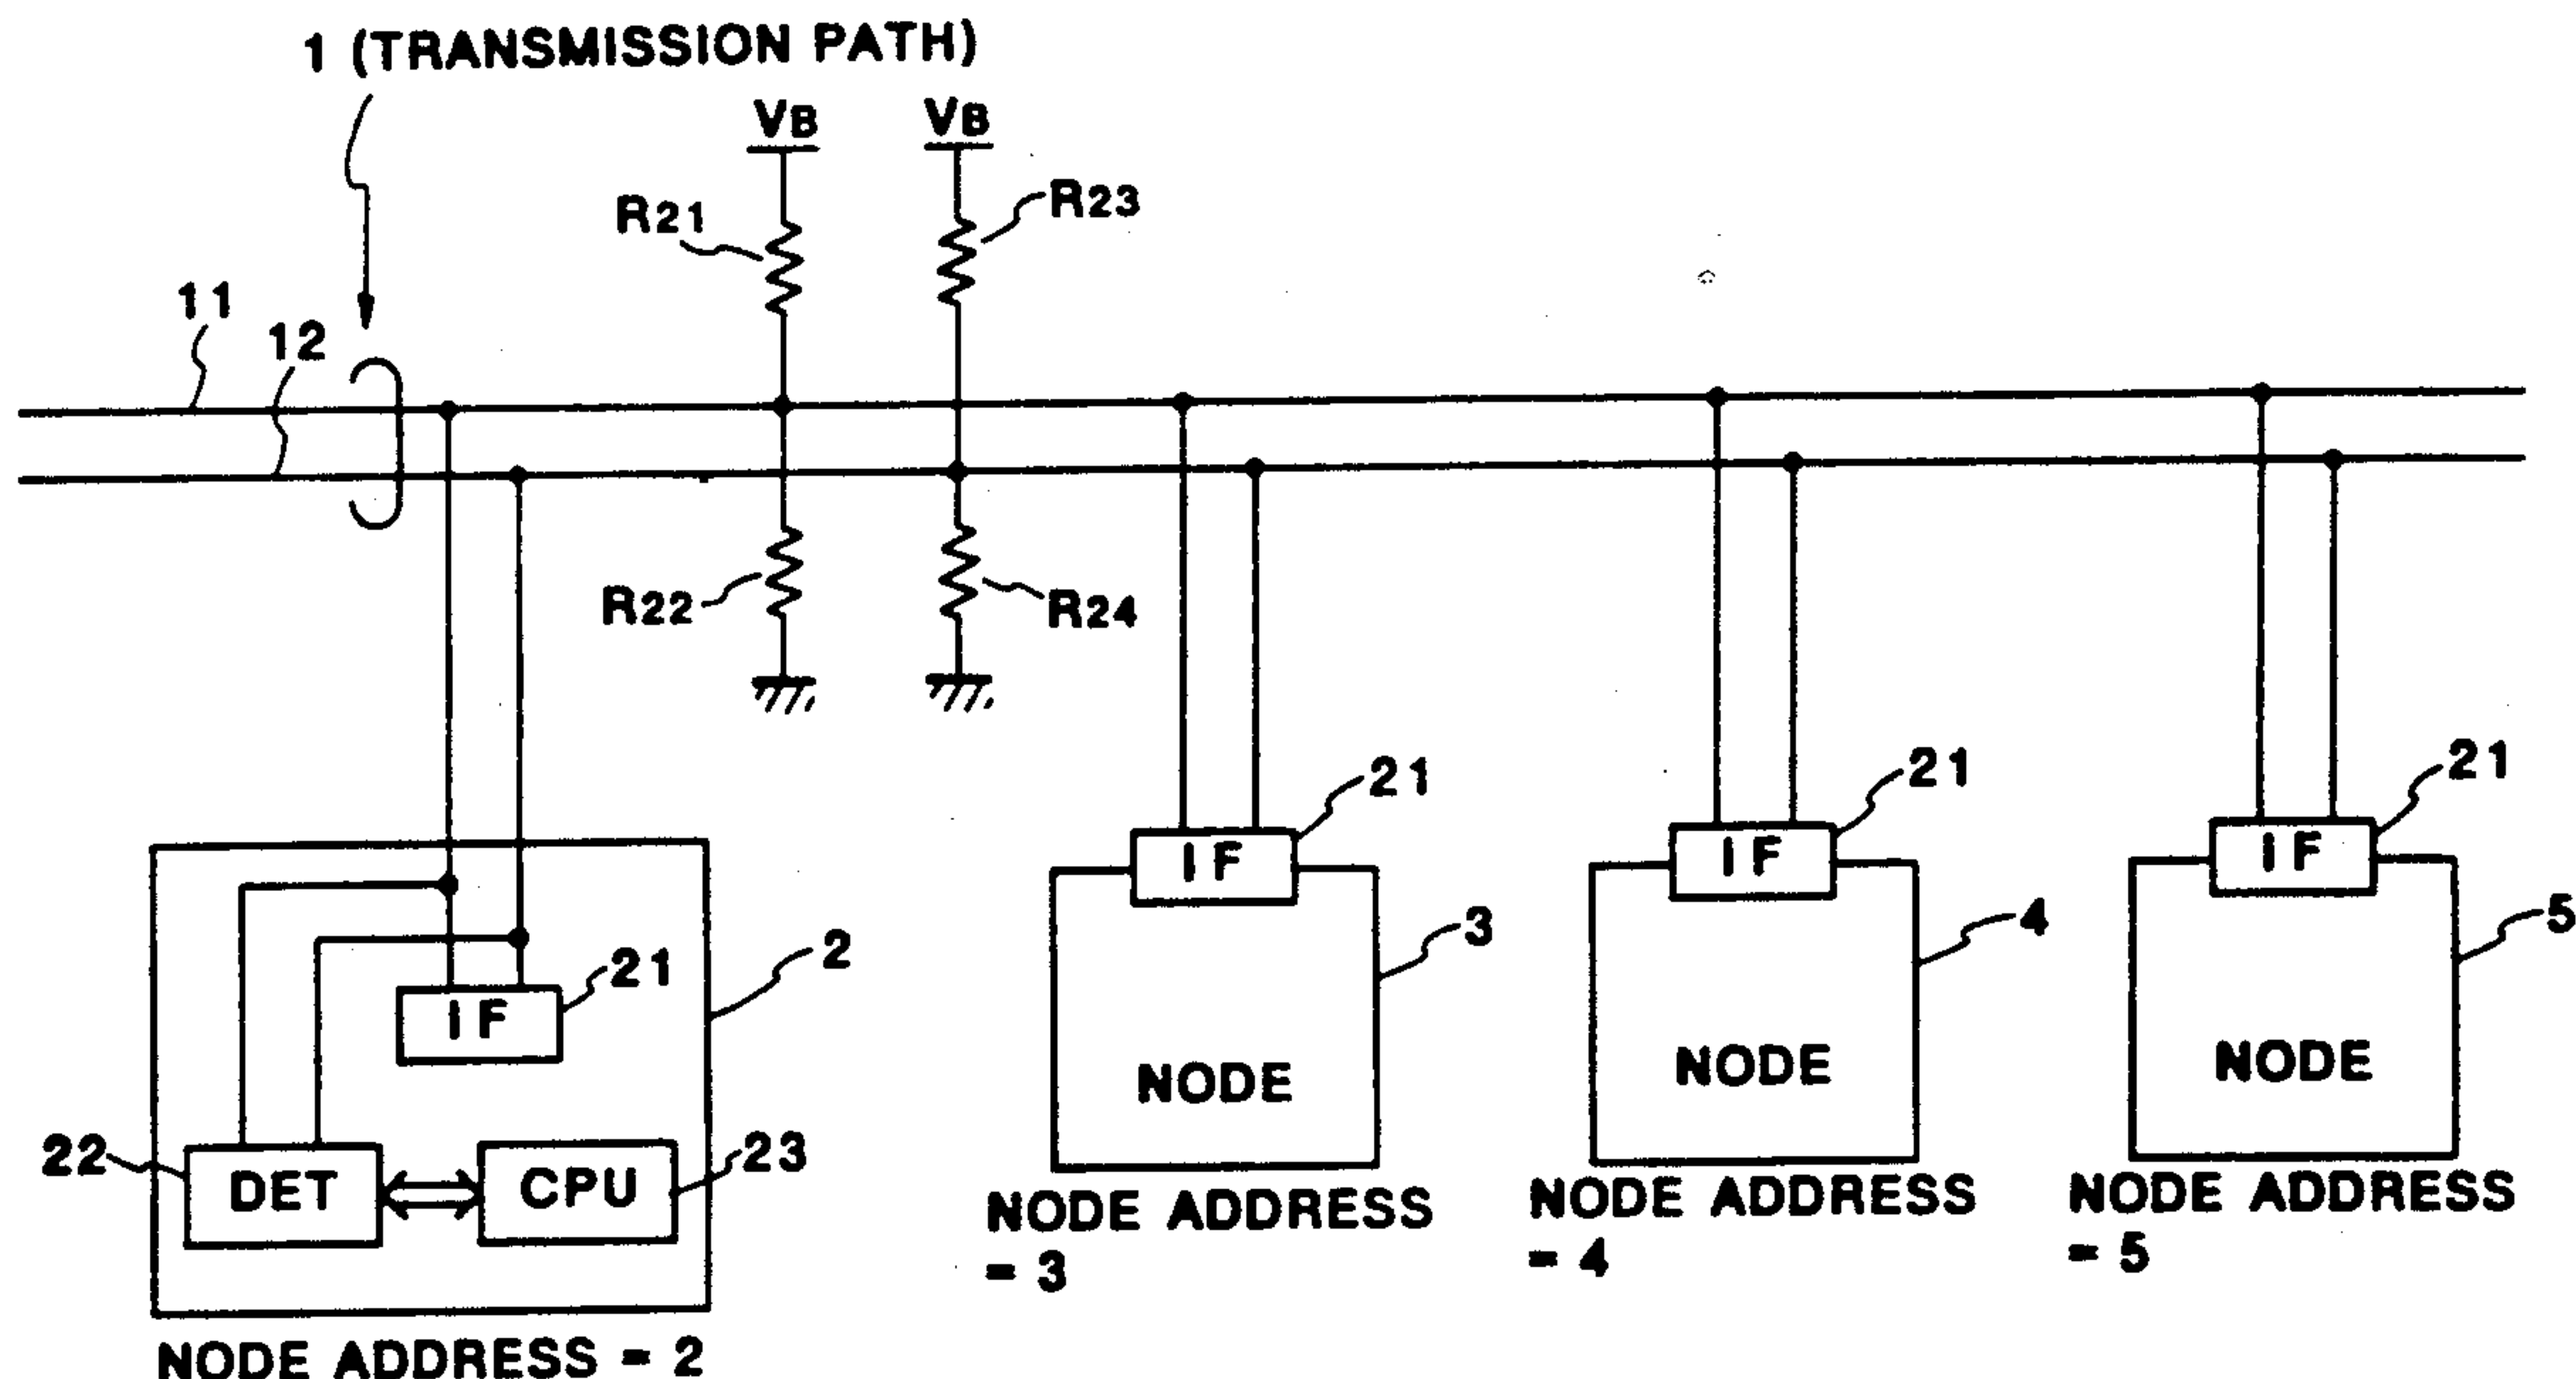 1 (TRANSMISSION PATH)
VB
VB
R21
R23
11
12
R22
R24
21
21
21
IF
IF
IF
3
4
5
2
21
IF
NODE
NODE
NODE
22
DET
CPU
23
NODE ADDRESS
= 3
NODE ADDRESS
= 4
NODE ADDRESS
= 5
NODE ADDRESS = 2